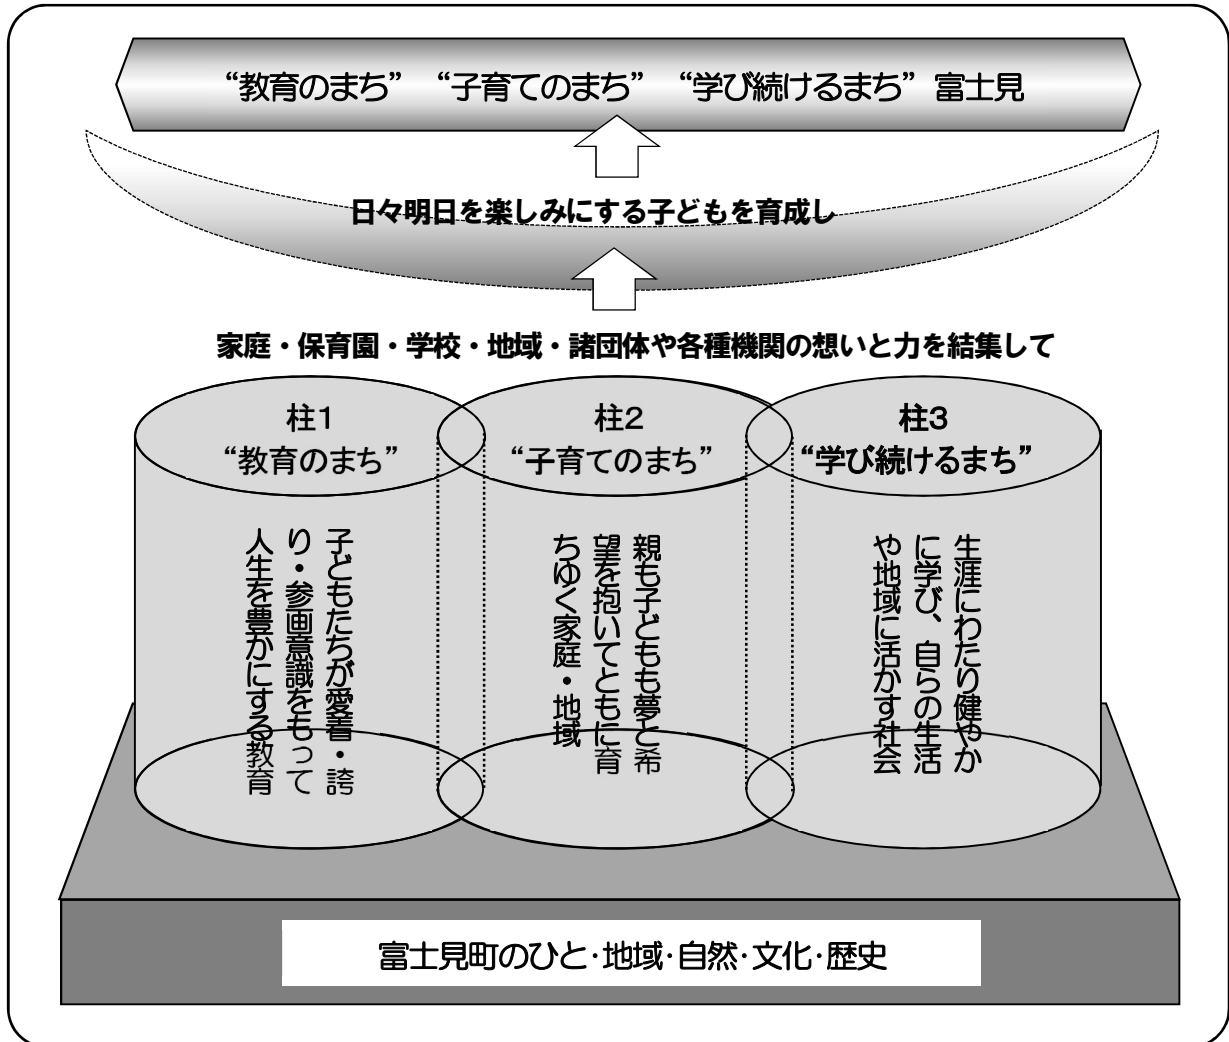 “教育のまち” “子育てのまち” “学び続けるまち” 富士見
日々明日を楽しみにする子どもを育成し
家庭・保育園・学校・地域・諸団体や各種機関の想いと力を結集して
柱1
“教育のまち”
子どもたちが愛着・誇
り・参画意識をもって
人生を豊かにする教育
柱2
“子育てのまち”
親も子どもも夢と希
望を抱いてともに育
ちゆく家庭・地域
柱3
“学び続けるまち”
生涯にわたり健やか
に学び、自らの生活
や地域に活かす社会
富士見町のひと・地域・自然・文化・歴史